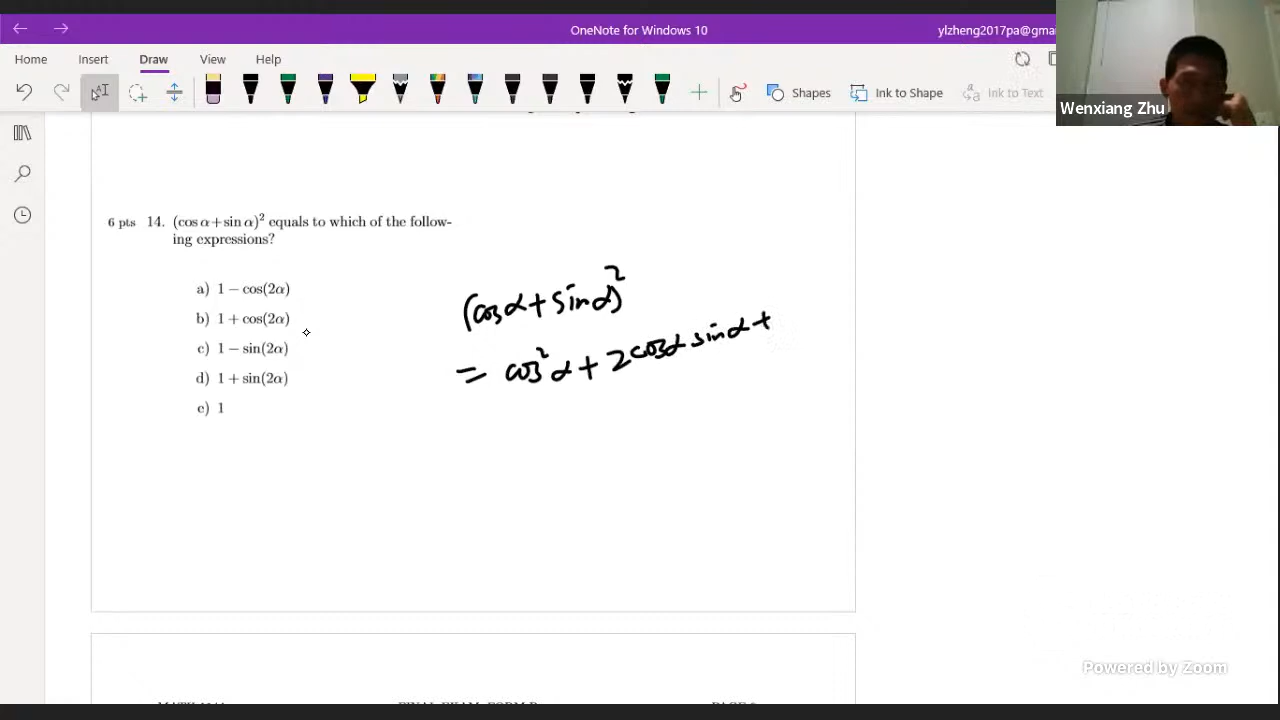 OneNote for Windows 10
ylzheng2017pa@gma
Home Insert Draw View Help
Shapes Ink to Shape Ink to Text
Wenxiang Zhu
6 pts 14. (cos α+sin α)² equals to which of the follow-
ing expressions?
a) 1 − cos(2α)
b) 1 + cos(2α)
c) 1 − sin(2α)
d) 1 + sin(2α)
e) 1
(cosα + sinα)²
= cos²α + 2cosα sinα +
Powered by Zoom